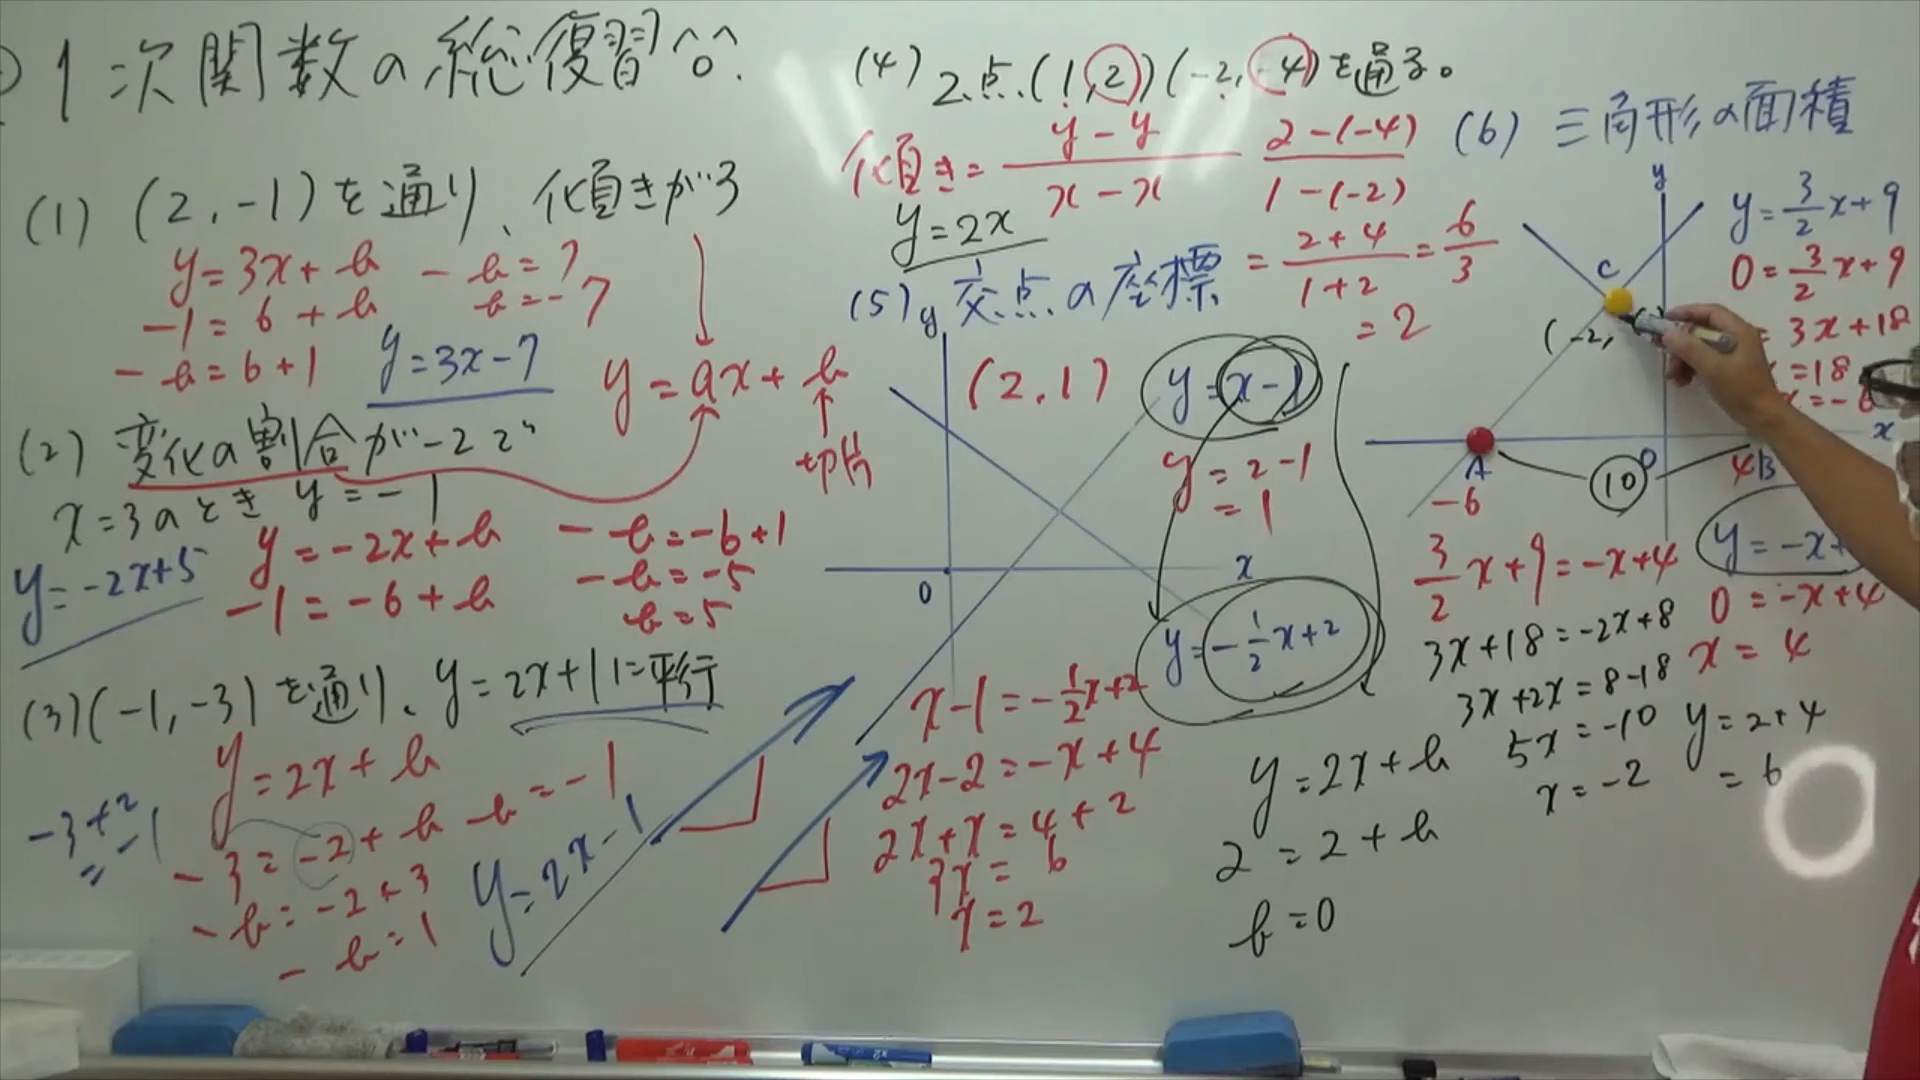 1次関数の総復習^o^.
(1) (2,-1)を通り、傾きが3
y=3x+b
-1=6+b
-b=6+1
-b=7
b=-7
y=3x-7
y=ax+b
切片
(2) 変化の割合が-2で
x=3のとき y=-1
y=-2x+b
-1=-6+b
-b=-6+1
-b=-5
b=5
y=-2x+5
(3)(-1,-3)を通り、y=2x+1に平行
y=2x+b
-3=-2+b
-b=-2+3
-b=1
b=-1
-3+2
=-1
y=2x-1
(4) 2点(1,2)(-2,-4)を通る。
傾き= y-y / x-x
2-(-4) / 1-(-2)
= 2+4 / 1+2 = 6/3
=2
y=2x
(5) 交点の座標
y
(2,1)
y=x-1
y=2-1
=1
x
0
y=-1/2x+2
x-1=-1/2x+2
2x-2=-x+4
2x+x=4+2
3x=6
x=2
y=2x+b
2=2+b
b=0
(6) 三角形の面積
y
y=3/2x+9
0=3/2x+9
3x+18
=18
C
(-2,
x
A
-6
10
O
4B
y=-x+
0=-x+4
x=4
3/2x+9=-x+4
3x+18=-2x+8
3x+2x=8-18
5x=-10
x=-2
y=2+4
=6